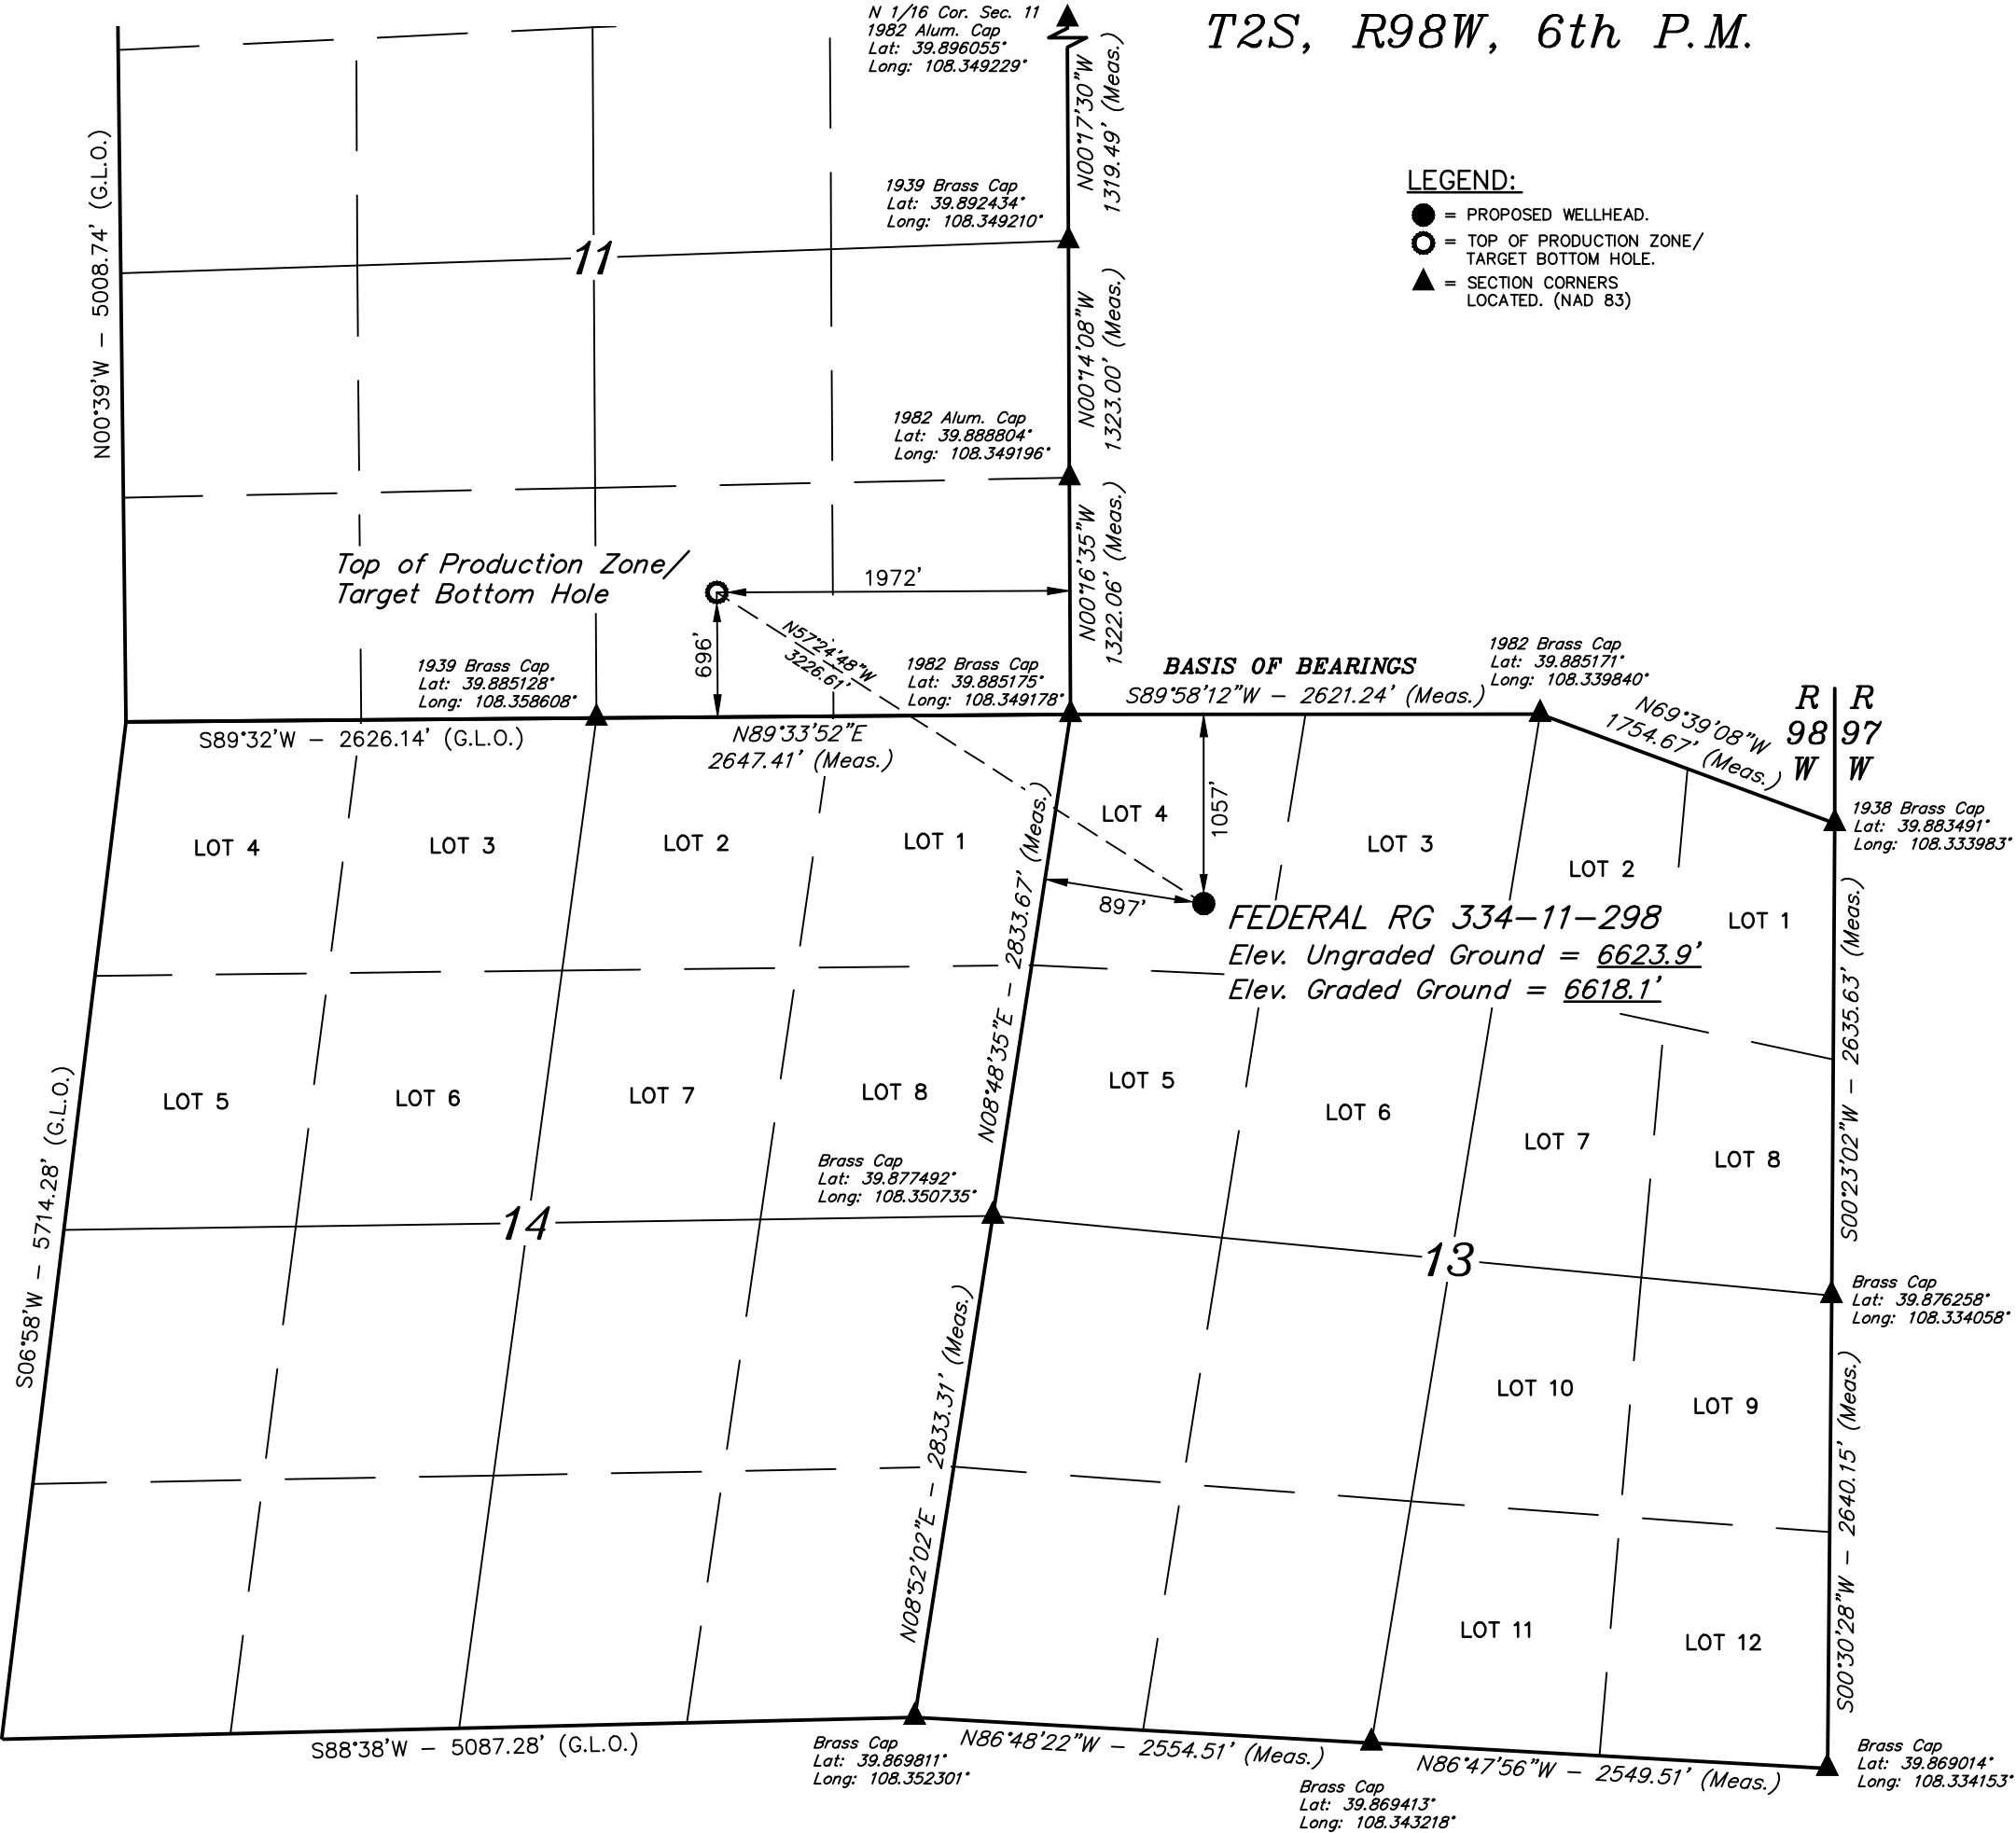 T2S, R98W, 6th P.M.
N 1/16 Cor. Sec. 11
1982 Alum. Cap
Lat: 39.896055°
Long: 108.349229°
N00°17'30"W
1319.49' (Meas.)
LEGEND:
= PROPOSED WELLHEAD.
= TOP OF PRODUCTION ZONE/
TARGET BOTTOM HOLE.
= SECTION CORNERS
LOCATED. (NAD 83)
N00°39'W - 5008.74' (G.L.O.)
1939 Brass Cap
Lat: 39.892434°
Long: 108.349210°
11
N00°14'08"W
1323.00' (Meas.)
1982 Alum. Cap
Lat: 39.888804°
Long: 108.349196°
N00°16'35"W
1322.06' (Meas.)
Top of Production Zone/
Target Bottom Hole
1972'
696'
N57°24'48"W
3226.61'
1939 Brass Cap
Lat: 39.885128°
Long: 108.358608°
1982 Brass Cap
Lat: 39.885175°
Long: 108.349178°
BASIS OF BEARINGS
S89°58'12"W - 2621.24' (Meas.)
1982 Brass Cap
Lat: 39.885171°
Long: 108.339840°
N69°39'08"W
1754.67' (Meas.)
R R
98 97
W W
S89°32'W - 2626.14' (G.L.O.)
N89°33'52"E
2647.41' (Meas.)
1938 Brass Cap
Lat: 39.883491°
Long: 108.333983°
LOT 4
LOT 3
LOT 2
LOT 1
N08°48'35"E - 2833.67' (Meas.)
LOT 4
1057'
897'
LOT 3
LOT 2
LOT 1
FEDERAL RG 334-11-298
Elev. Ungraded Ground = 6623.9'
Elev. Graded Ground = 6618.1'
S00°23'02"W - 2635.63' (Meas.)
S06°58'W - 5714.28' (G.L.O.)
LOT 5
LOT 6
LOT 7
LOT 8
LOT 5
LOT 6
LOT 7
LOT 8
Brass Cap
Lat: 39.877492°
Long: 108.350735°
14
13
Brass Cap
Lat: 39.876258°
Long: 108.334058°
N08°52'02"E - 2833.31' (Meas.)
LOT 10
LOT 9
S00°30'28"W - 2640.15' (Meas.)
LOT 11
LOT 12
S88°38'W - 5087.28' (G.L.O.)
Brass Cap
Lat: 39.869811°
Long: 108.352301°
N86°48'22"W - 2554.51' (Meas.)
Brass Cap
Lat: 39.869413°
Long: 108.343218°
N86°47'56"W - 2549.51' (Meas.)
Brass Cap
Lat: 39.869014°
Long: 108.334153°